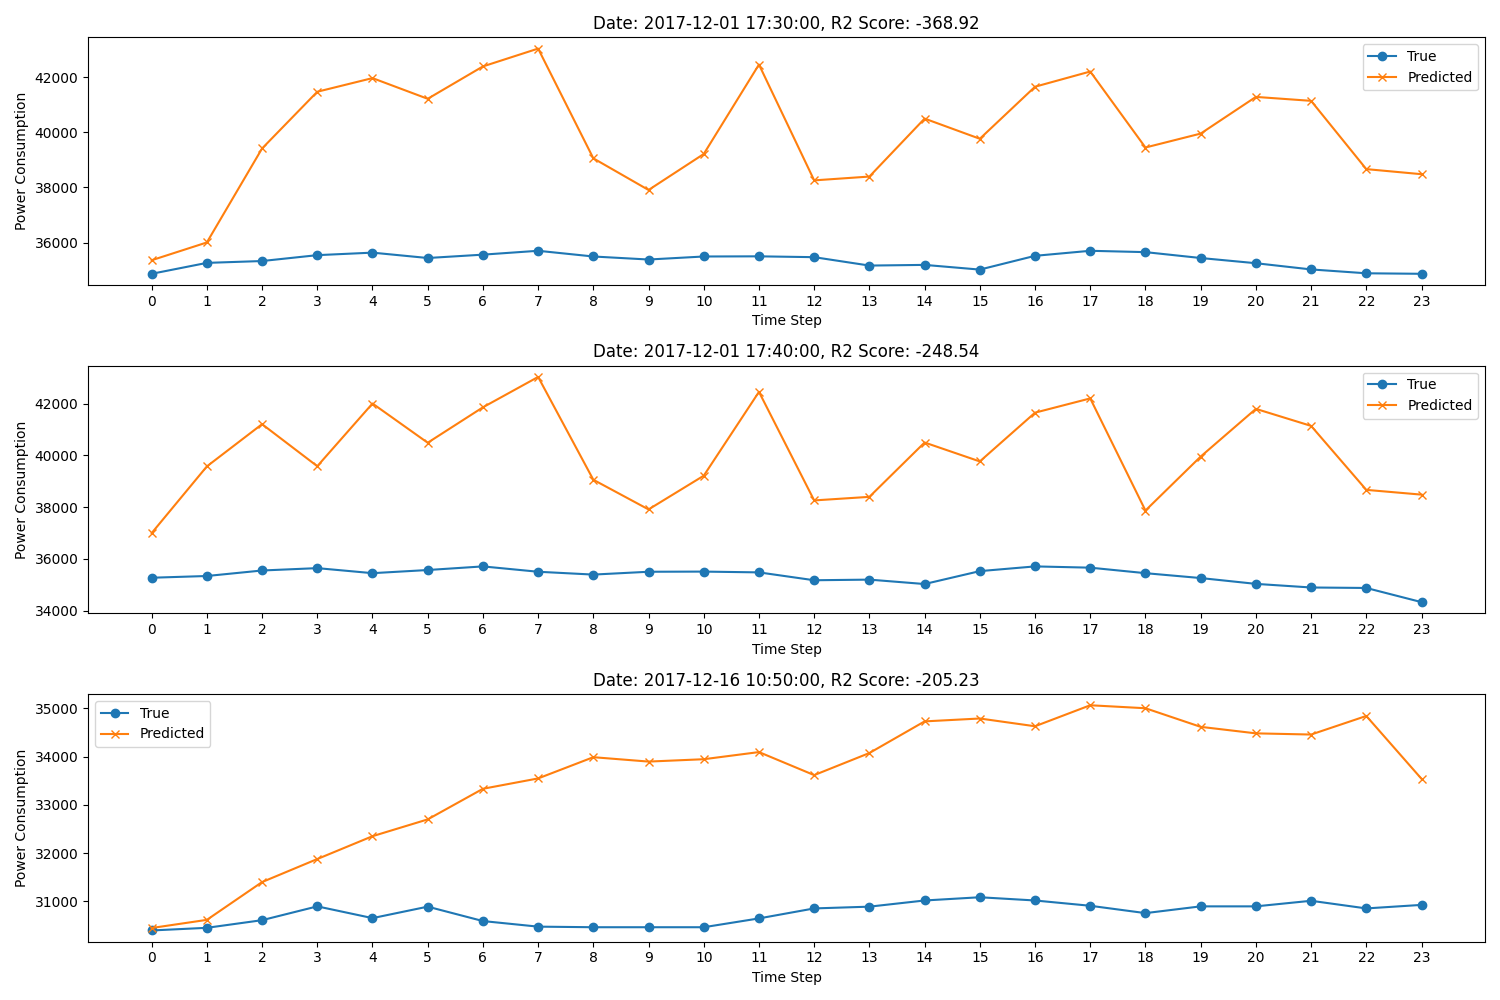 Date: 2017-12-01 17:30:00, R2 Score: -368.92
True
Predicted
Power Consumption
42000
40000
38000
36000
0 1 2 3 4 5 6 7 8 9 10 11 12 13 14 15 16 17 18 19 20 21 22 23
Time Step
Date: 2017-12-01 17:40:00, R2 Score: -248.54
True
Predicted
Power Consumption
42000
40000
38000
36000
34000
0 1 2 3 4 5 6 7 8 9 10 11 12 13 14 15 16 17 18 19 20 21 22 23
Time Step
Date: 2017-12-16 10:50:00, R2 Score: -205.23
True
Predicted
Power Consumption
35000
34000
33000
32000
31000
0 1 2 3 4 5 6 7 8 9 10 11 12 13 14 15 16 17 18 19 20 21 22 23
Time Step